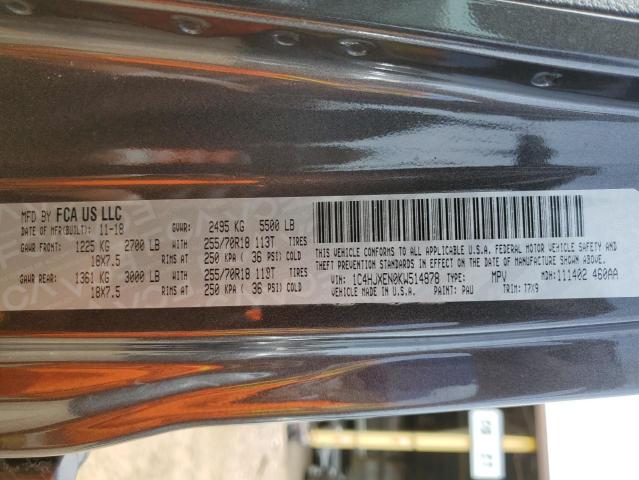 MFD BY FCA US LLC
DATE OF MFR(BUILT): 11-18 GVWR: 2495 KG 5500 LB
GAWR FRONT: 1225 KG 2700 LB WITH 255/70R18 113T TIRES
18X7.5 RIMS AT 250 KPA ( 36 PSI) COLD
GAWR REAR: 1361 KG 3000 LB WITH 255/70R18 113T TIRES
18X7.5 RIMS AT 250 KPA ( 36 PSI) COLD
THIS VEHICLE CONFORMS TO ALL APPLICABLE U.S.A. FEDERAL MOTOR VEHICLE
SAFETY, BUMPER, AND THEFT PREVENTION STANDARDS IN EFFECT ON THE DATE OF
MANUFACTURE SHOWN ABOVE.
VIN: 1C4HJXEN0KW514878 TYPE: MPV MDH: 111402 460AA
VEHICLE MADE IN U.S.A. PAINT: PAU TRIM: T7X9